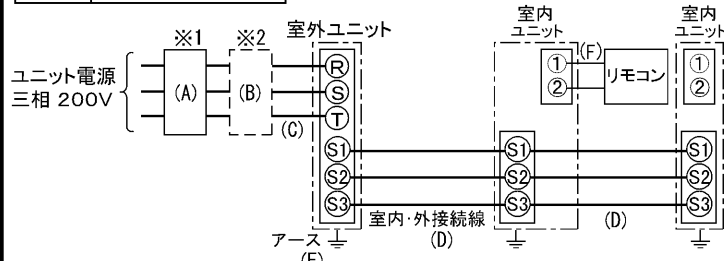 ※1
※2
室外ユニット
室内
ユニット
室内
ユニット
ユニット電源
三相 200V
(A)
(B)
(C)
R
S
T
①
②
(F)
リモコン
①
②
S1
S2
S3
S1
S2
S3
S1
S2
S3
室内・外接続線
(D)
(D)
アース
(E)